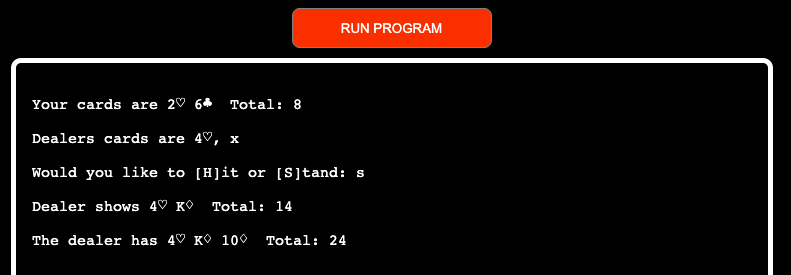 RUN PROGRAM
Your cards are 2♡ 6♣  Total: 8
Dealers cards are 4♡, x
Would you like to [H]it or [S]tand: s
Dealer shows 4♡ K♢  Total: 14
The dealer has 4♡ K♢ 10♢  Total: 24